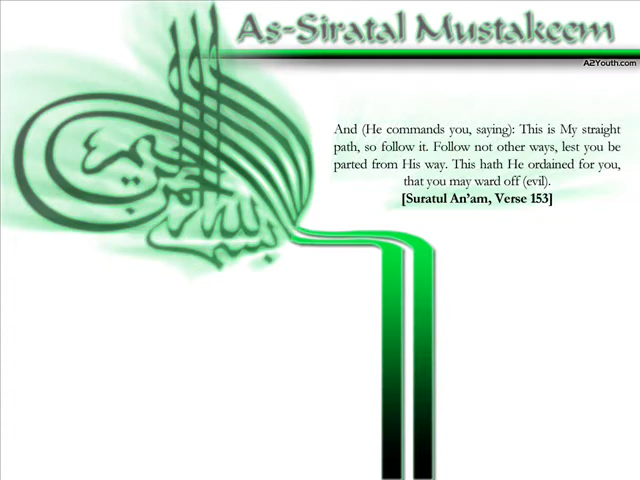 As-Siratal Mustakeem
A2Youth.com
And (He commands you, saying): This is My straight
path, so follow it. Follow not other ways, lest you be
parted from His way. This hath He ordained for you,
that you may ward off (evil).
[Suratul An’am, Verse 153]
بسم الله الرحمن الرحيم